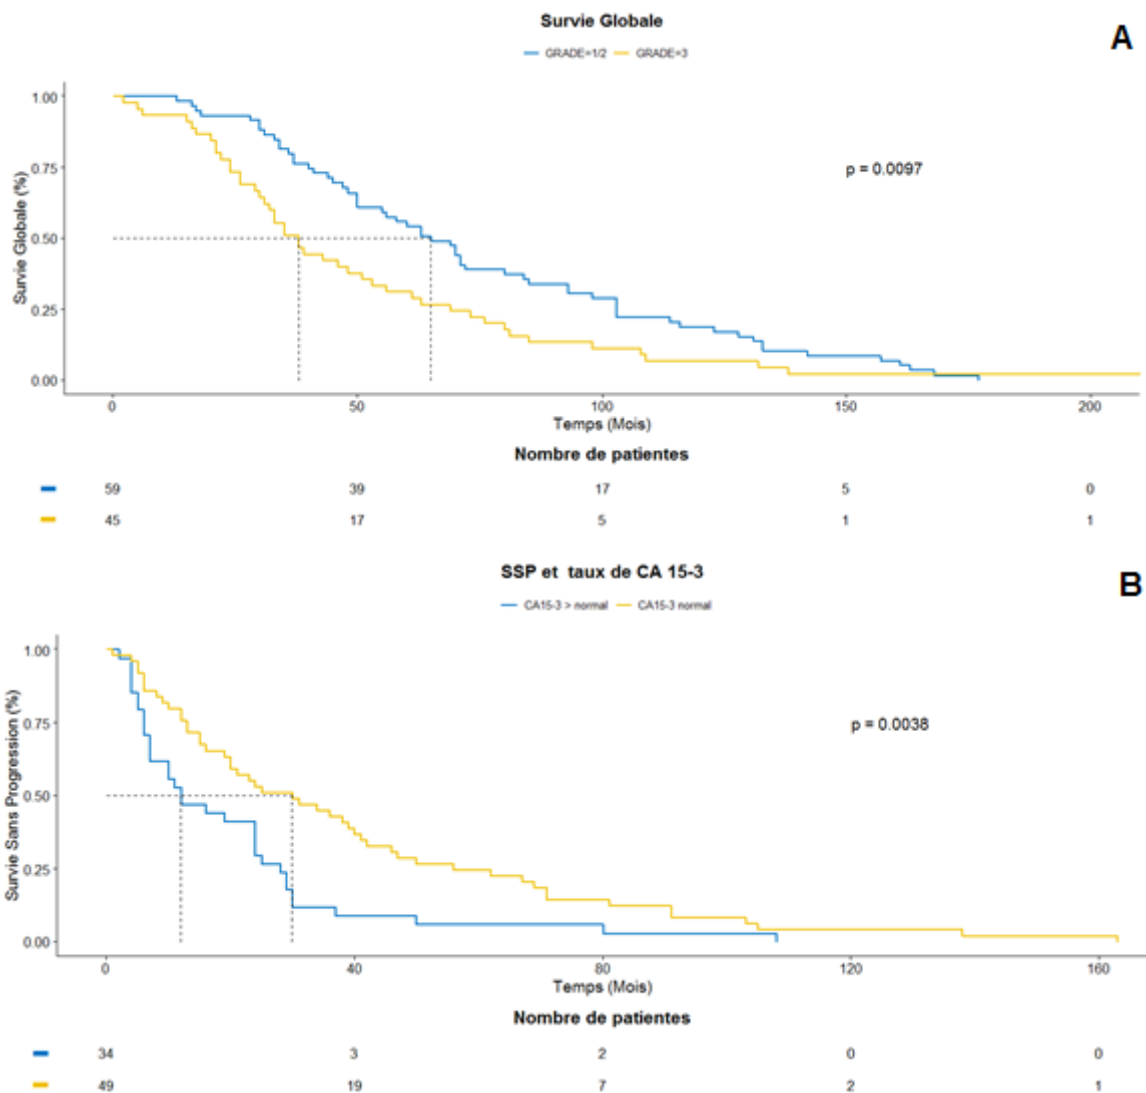 Survie Globale
A
GRADE=1/2 GRADE=3
1.00
0.75
0.50
0.25
0.00
Survie Globale (%)
p = 0.0097
0 50 100 150 200
Temps (Mois)
Nombre de patientes
59 39 17 5 0
45 17 5 1 1
SSP et taux de CA 15-3
B
CA15-3 > normal CA15-3 normal
1.00
0.75
0.50
0.25
0.00
Survie Sans Progression (%)
p = 0.0038
0 40 80 120 160
Temps (Mois)
Nombre de patientes
34 3 2 0 0
49 19 7 2 1